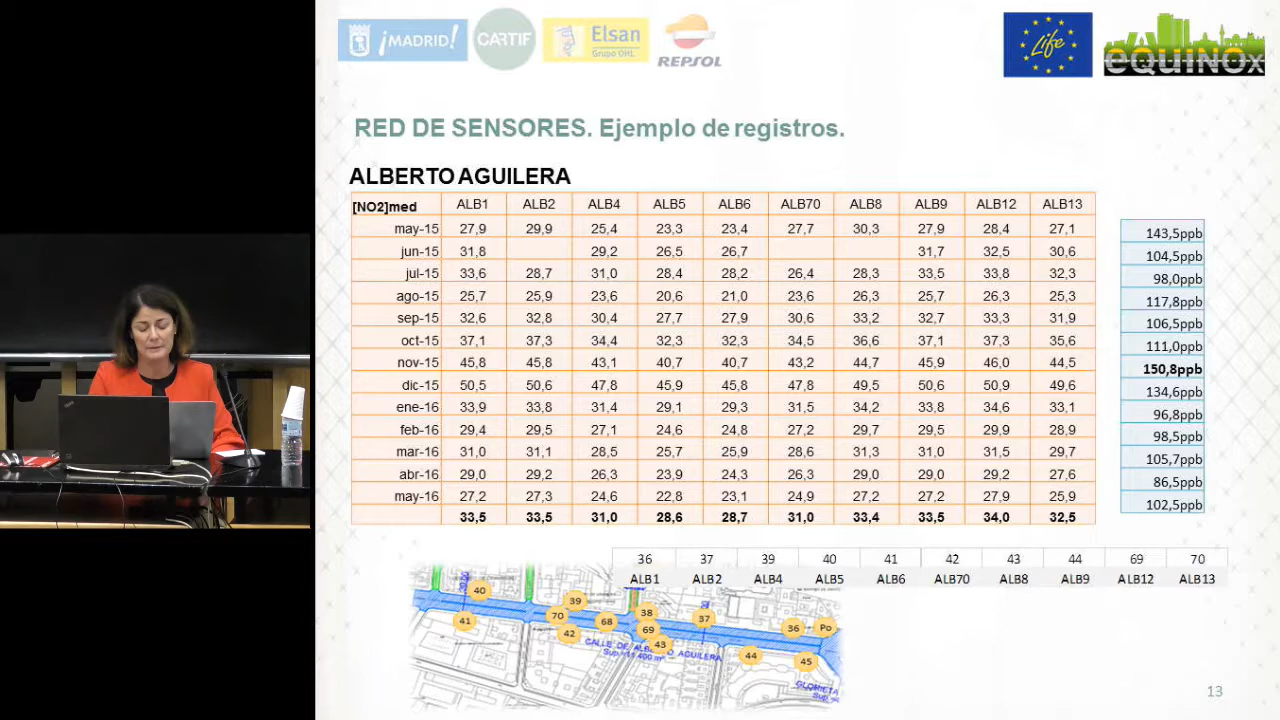 ¡MADRID!
CARTIF
Elsan
Grupo OHL
REPSOL
Life
eQUINOx
RED DE SENSORES. Ejemplo de registros.
ALBERTO AGUILERA
[NO2]med ALB1 ALB2 ALB4 ALB5 ALB6 ALB70 ALB8 ALB9 ALB12 ALB13
may-15 27,9 29,9 25,4 23,3 23,4 27,7 30,3 27,9 28,4 27,1 143,5ppb
jun-15 31,8 29,2 26,5 26,7 31,7 32,5 30,6 104,5ppb
jul-15 33,6 28,7 31,0 28,4 28,2 26,4 28,3 33,5 33,8 32,3 98,0ppb
ago-15 25,7 25,9 23,6 20,6 21,0 23,6 26,3 25,7 26,3 25,3 117,8ppb
sep-15 32,6 32,8 30,4 27,7 27,9 30,6 33,2 32,7 33,3 31,9 106,5ppb
oct-15 37,1 37,3 34,4 32,3 32,3 34,5 36,6 37,1 37,3 35,6 111,0ppb
nov-15 45,8 45,8 43,1 40,7 40,7 43,2 44,7 45,9 46,0 44,5 150,8ppb
dic-15 50,5 50,6 47,8 45,9 45,8 47,8 49,5 50,6 50,9 49,6 134,6ppb
ene-16 33,9 33,8 31,4 29,1 29,3 31,5 34,2 33,8 34,6 33,1 96,8ppb
feb-16 29,4 29,5 27,1 24,6 24,8 27,2 29,7 29,5 29,9 28,9 98,5ppb
mar-16 31,0 31,1 28,5 25,7 25,9 28,6 31,3 31,0 31,5 29,7 105,7ppb
abr-16 29,0 29,2 26,3 23,9 24,3 26,3 29,0 29,0 29,2 27,6 86,5ppb
may-16 27,2 27,3 24,6 22,8 23,1 24,9 27,2 27,2 27,9 25,9 102,5ppb
33,5 33,5 31,0 28,6 28,7 31,0 33,4 33,5 34,0 32,5
36 37 39 40 41 42 43 44 69 70
ALB1 ALB2 ALB4 ALB5 ALB6 ALB70 ALB8 ALB9 ALB12 ALB13
40 39 38 37 36 Po
41 70 42 68 69 43 44 45
CALLE DE ALBERTO AGUILERA
Sup.=11.400 m²
GLORIETA
13